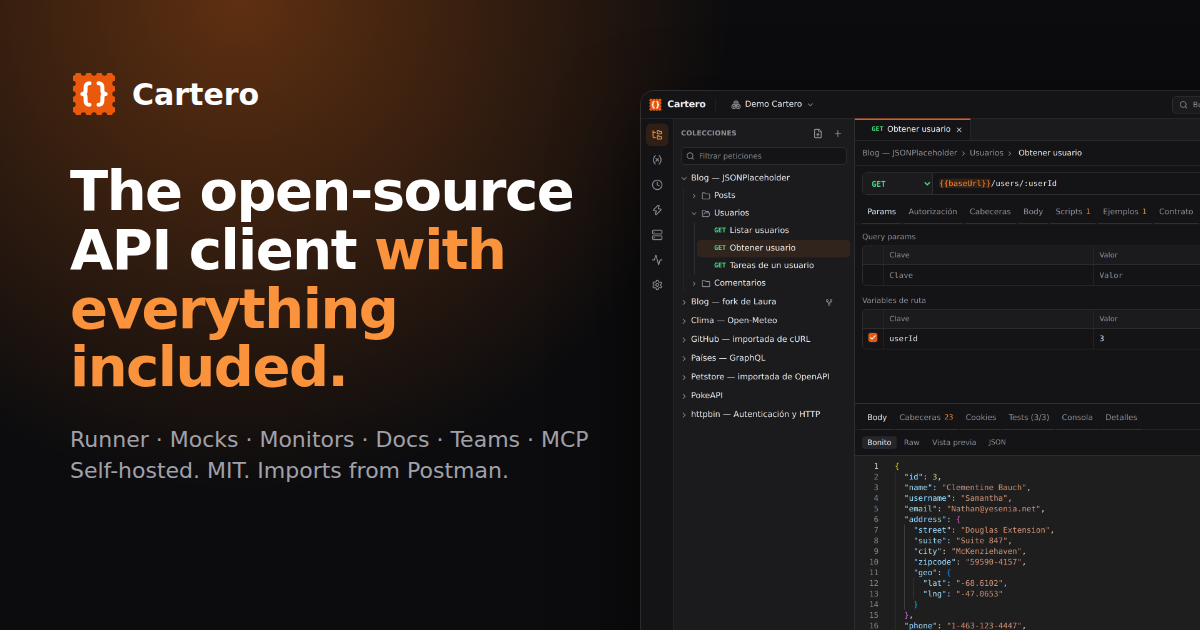 Cartero
The open-source
API client with
everything
included.
Runner · Mocks · Monitors · Docs · Teams · MCP
Self-hosted. MIT. Imports from Postman.
Cartero
Demo Cartero
COLECCIONES
Filtrar peticiones
Blog — JSONPlaceholder
Posts
Usuarios
GET Listar usuarios
GET Obtener usuario
GET Tareas de un usuario
Comentarios
Blog — fork de Laura
Clima — Open-Meteo
GitHub — importada de cURL
Países — GraphQL
Petstore — importada de OpenAPI
PokeAPI
httpbin — Autenticación y HTTP
GET Obtener usuario ×
Blog — JSONPlaceholder › Usuarios › Obtener usuario
GET {{baseUrl}}/users/:userId
Params Autorización Cabeceras Body Scripts 1 Ejemplos 1 Contrato
Query params
Clave Valor
Clave Valor
Variables de ruta
Clave Valor
userId 3
Body Cabeceras 23 Cookies Tests (3/3) Consola Detalles
Bonito Raw Vista previa JSON
1 {
2 "id": 3,
3 "name": "Clementine Bauch",
4 "username": "Samantha",
5 "email": "Nathan@yesenia.net",
6 "address": {
7 "street": "Douglas Extension",
8 "suite": "Suite 847",
9 "city": "McKenziehaven",
10 "zipcode": "59590-4157",
11 "geo": {
12 "lat": "-68.6102",
13 "lng": "-47.0653"
14 }
15 },
16 "phone": "1-463-123-4447",